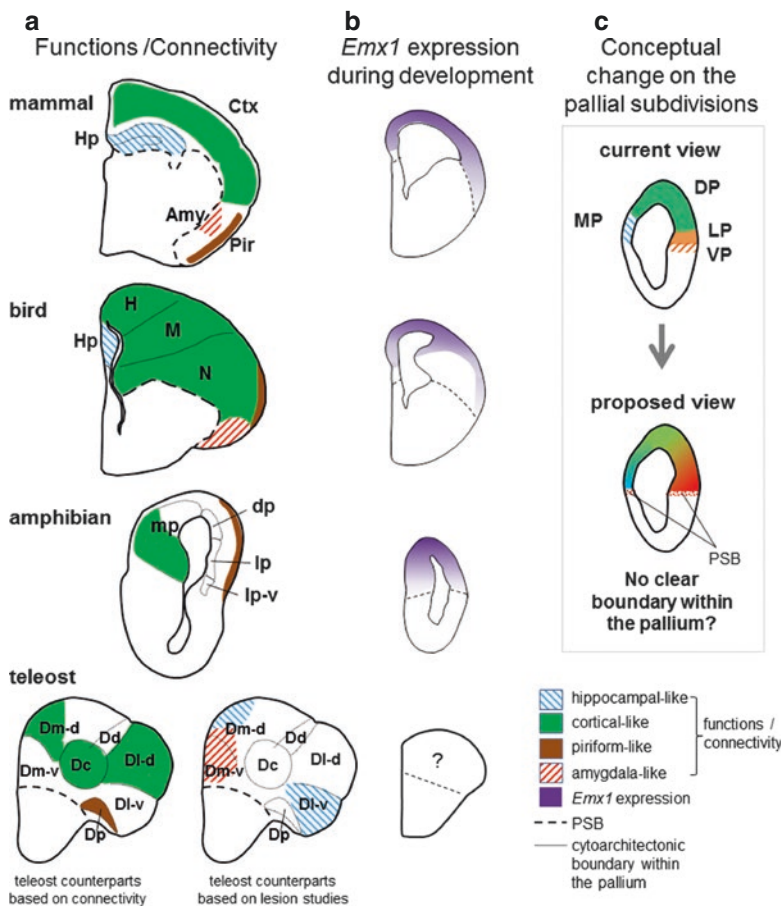 a
Functions /Connectivity
mammal
Ctx
Hp
Amy
Pir
bird
H
M
Hp
N
amphibian
mp
dp
lp
lp-v
teleost
Dm-d
Dd
Dc
Dl-d
Dm-v
Dl-v
Dp
teleost counterparts
based on connectivity
Dm-d
Dd
Dc
Dl-d
Dm-v
Dl-v
Dp
teleost counterparts
based on lesion studies
b
Emx1 expression
during development
?
c
Conceptual
change on the
pallial subdivisions
current view
DP
MP
LP
VP
proposed view
PSB
No clear
boundary within
the pallium?
hippocampal-like
cortical-like
piriform-like
amygdala-like
functions /
connectivity
Emx1 expression
PSB
cytoarchitectonic
boundary within
the pallium